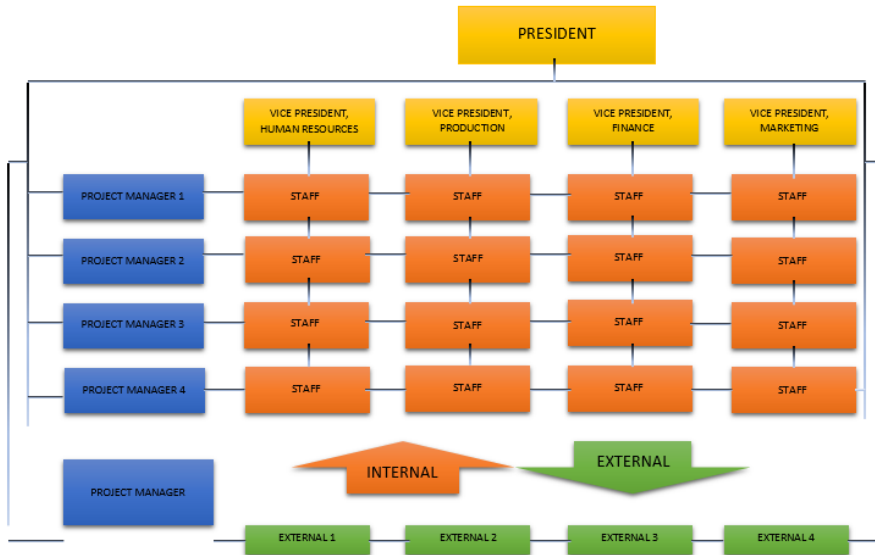 PRESIDENT
VICE PRESIDENT,
HUMAN RESOURCES
VICE PRESIDENT,
PRODUCTION
VICE PRESIDENT,
FINANCE
VICE PRESIDENT,
MARKETING
PROJECT MANAGER 1
STAFF
STAFF
STAFF
STAFF
PROJECT MANAGER 2
STAFF
STAFF
STAFF
STAFF
PROJECT MANAGER 3
STAFF
STAFF
STAFF
STAFF
PROJECT MANAGER 4
STAFF
STAFF
STAFF
STAFF
INTERNAL
EXTERNAL
PROJECT MANAGER
EXTERNAL 1
EXTERNAL 2
EXTERNAL 3
EXTERNAL 4